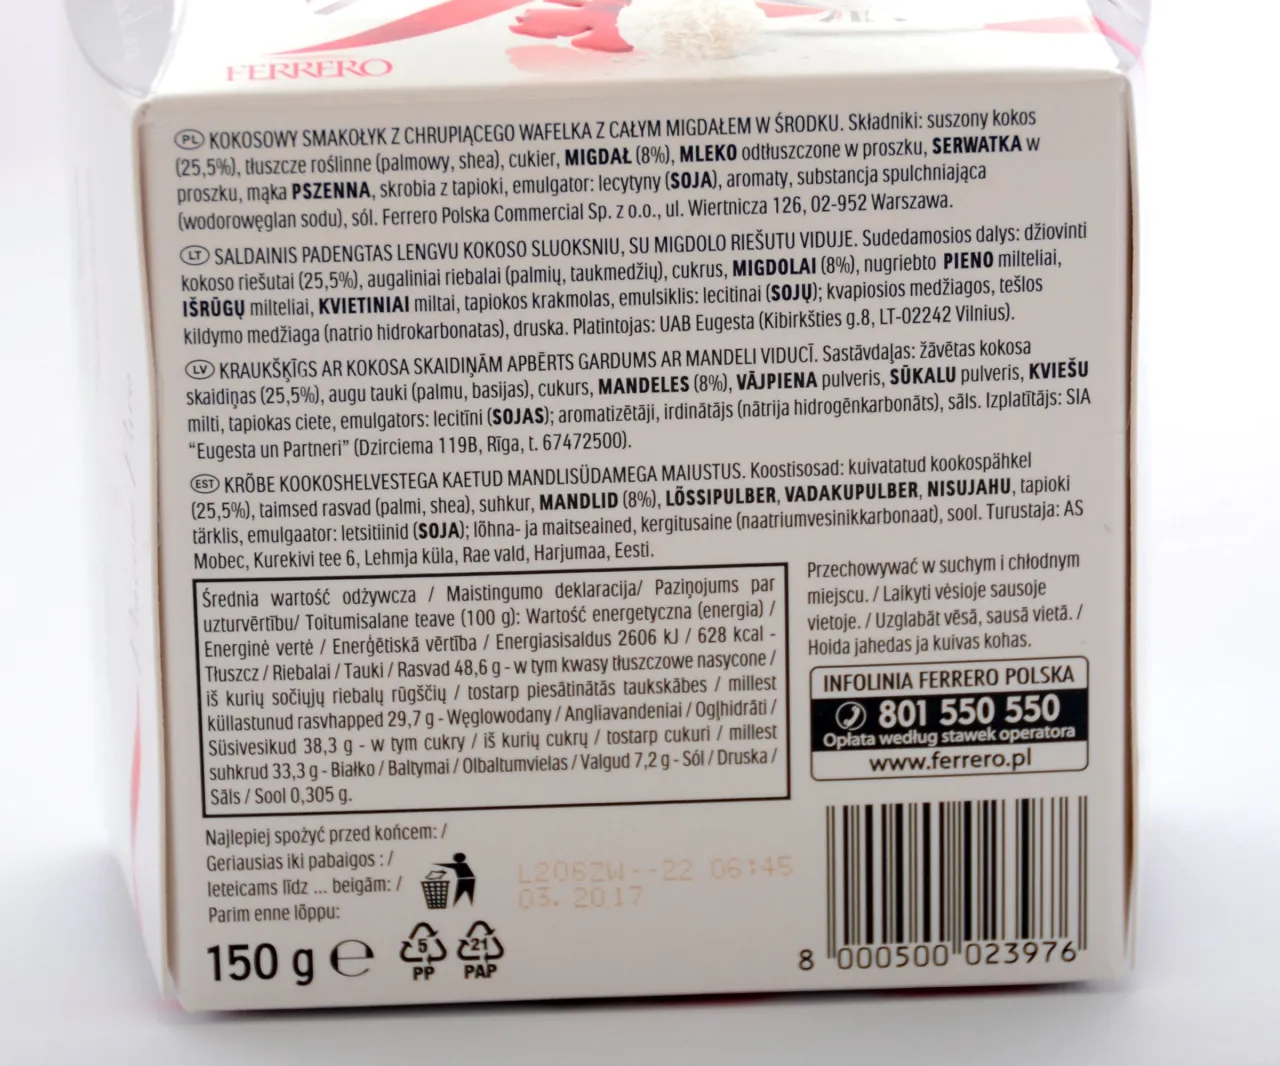 FERRERO
PL KOKOSOWY SMAKOŁYK Z CHRUPIĄCEGO WAFELKA Z CAŁYM MIGDAŁEM W ŚRODKU. Składniki: suszony kokos
(25,5%), tłuszcze roślinne (palmowy, shea), cukier, MIGDAŁ (8%), MLEKO odtłuszczone w proszku, SERWATKA w
proszku, mąka PSZENNA, skrobia z tapioki, emulgator: lecytyny (SOJA), aromaty, substancja spulchniająca
(wodorowęglan sodu), sól. Ferrero Polska Commercial Sp. z o.o., ul. Wiertnicza 126, 02-952 Warszawa.
LT SALDAINIS PADENGTAS LENGVU KOKOSO SLUOKSNIU, SU MIGDOLO RIEŠUTU VIDUJE. Sudedamosios dalys: džiovinti
kokoso riešutai (25,5%), augaliniai riebalai (palmių, taukmedžių), cukrus, MIGDOLAI (8%), nugriebto PIENO milteliai,
IŠRŪGŲ milteliai, KVIETINIAI miltai, tapiokos krakmolas, emulsiklis: lecitinai (SOJŲ); kvapiosios medžiagos, tešlos
kildymo medžiaga (natrio hidrokarbonatas), druska. Platintojas: UAB Eugesta (Kibirkšties g.8, LT-02242 Vilnius).
LV KRAUKŠĶĪGS AR KOKOSA SKAIDIŅĀM APBĒRTS GARDUMS AR MANDELI VIDUCĪ. Sastāvdaļas: žāvētas kokosa
skaidiņas (25,5%), augu tauki (palmu, basijas), cukurs, MANDELES (8%), VĀJPIENA pulveris, SŪKALU pulveris, KVIEŠU
milti, tapiokas ciete, emulgators: lecitīni (SOJAS); aromatizētāji, irdinātājs (nātrija hidrogēnkarbonāts), sāls. Izplatītājs: SIA
“Eugesta un Partneri” (Dzirciema 119B, Rīga, t. 67472500).
EST KRÕBE KOOKOSHELVESTEGA KAETUD MANDLISÜDAMEGA MAIUSTUS. Koostisosad: kuivatatud kookospähkel
(25,5%), taimsed rasvad (palmi, shea), suhkur, MANDLID (8%), LÕSSIPULBER, VADAKUPULBER, NISUJAHU, tapioki
tärklis, emulgaator: letsitiinid (SOJA); lõhna- ja maitseained, kergitusaine (naatriumvesinikkarbonaat), sool. Turustaja: AS
Mobec, Kurekivi tee 6, Lehmja küla, Rae vald, Harjumaa, Eesti.
Średnia wartość odżywcza / Maistingumo deklaracija/ Paziņojums par
uzturvērtību/ Toitumisalane teave (100 g): Wartość energetyczna (energia) /
Energinė vertė / Enerģētiskā vērtība / Energiasisaldus 2606 kJ / 628 kcal -
Tłuszcz / Riebalai / Tauki / Rasvad 48,6 g - w tym kwasy tłuszczowe nasycone /
iš kurių sočiųjų riebalų rūgščių / tostarp piesātinātās taukskābes / millest
küllastunud rasvhapped 29,7 g - Węglowodany / Angliavandeniai / Ogļhidrāti /
Süsivesikud 38,3 g - w tym cukry / iš kurių cukrų / tostarp cukuri / millest
suhkrud 33,3 g - Białko / Baltymai / Olbaltumvielas / Valgud 7,2 g - Sól / Druska /
Sāls / Sool 0,305 g.
Przechowywać w suchym i chłodnym
miejscu. / Laikyti vėsioje sausoje
vietoje. / Uzglabāt vēsā, sausā vietā. /
Hoida jahedas ja kuivas kohas.
INFOLINIA FERRERO POLSKA
801 550 550
Opłata według stawek operatora
www.ferrero.pl
Najlepiej spożyć przed końcem: /
Geriausias iki pabaigos : /
Ieteicams līdz ... beigām: /
Parim enne lõppu:
L206ZW--22 06:45
03. 2017
150 g e
5 PP
21 PAP
8 000500 023976